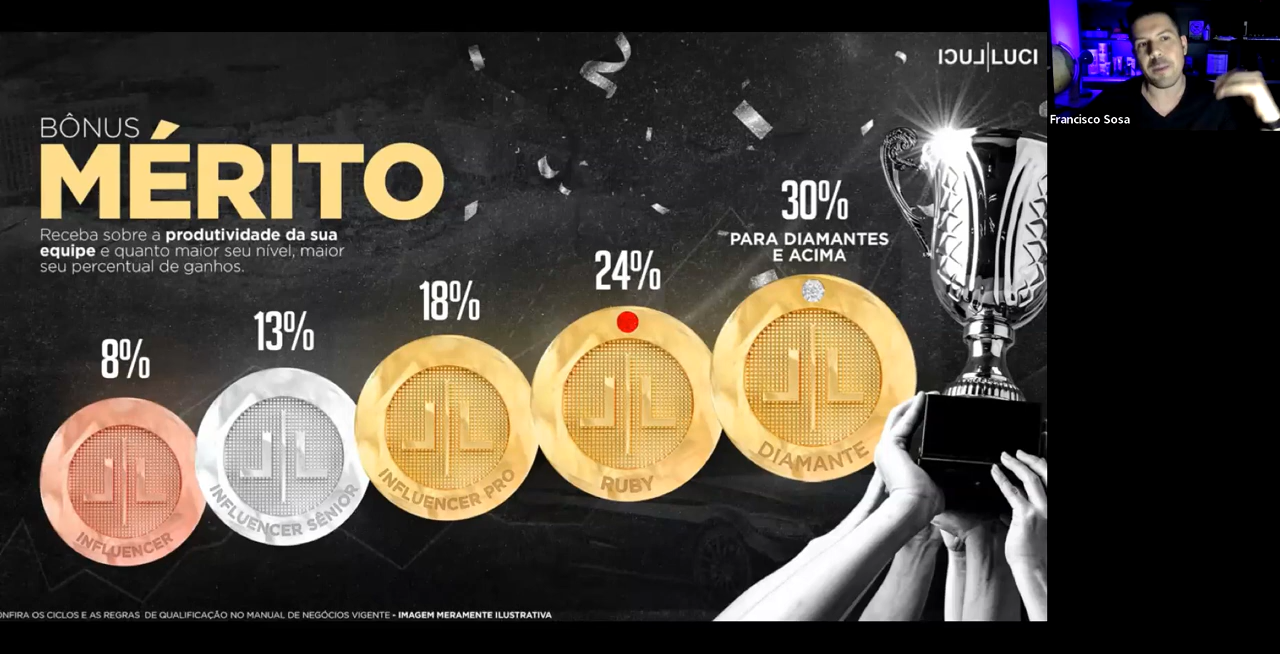 LUCI
Francisco Sosa
BÔNUS
MÉRITO
Receba sobre a produtividade da sua
equipe e quanto maior seu nível, maior
seu percentual de ganhos.
8%
13%
18%
24%
30%
PARA DIAMANTES
E ACIMA
INFLUENCER
INFLUENCER SÊNIOR
INFLUENCER PRO
RUBY
DIAMANTE
ONFIRA OS CICLOS E AS REGRAS DE QUALIFICAÇÃO NO MANUAL DE NEGÓCIOS VIGENTE - IMAGEM MERAMENTE ILUSTRATIVA